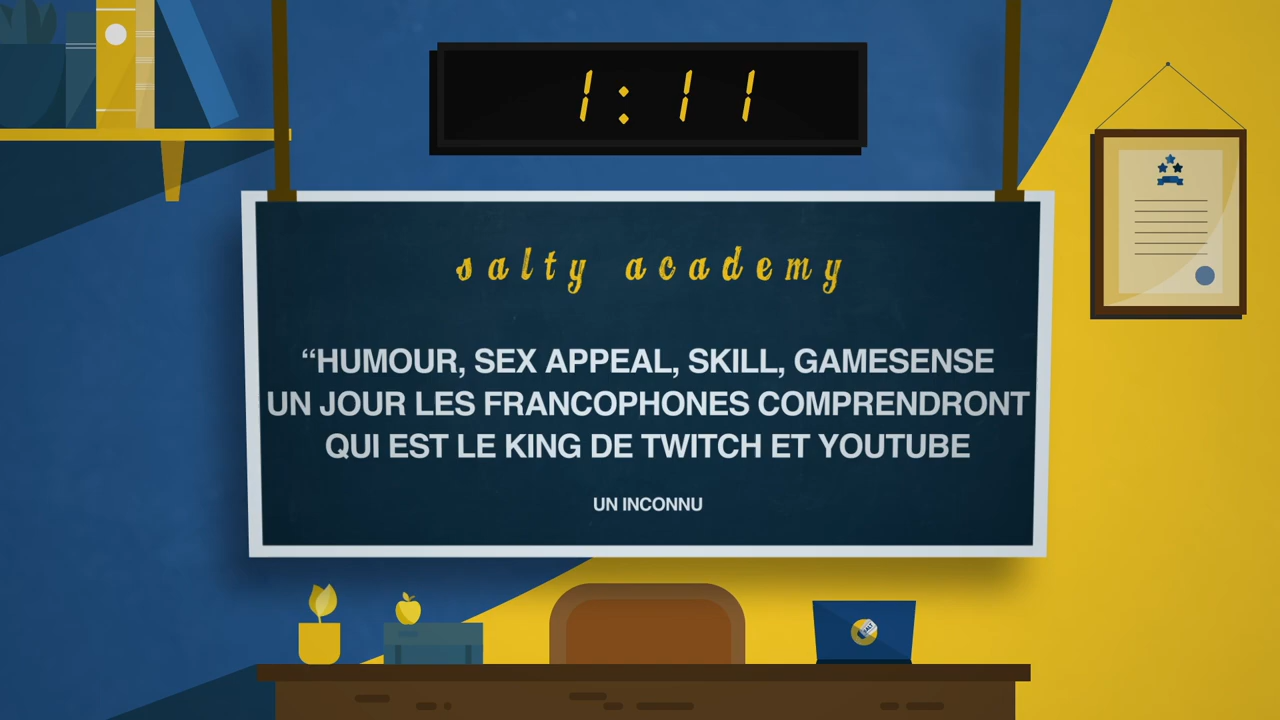 1:11
salty academy
“HUMOUR, SEX APPEAL, SKILL, GAMESENSE
UN JOUR LES FRANCOPHONES COMPRENDRONT
QUI EST LE KING DE TWITCH ET YOUTUBE
UN INCONNU